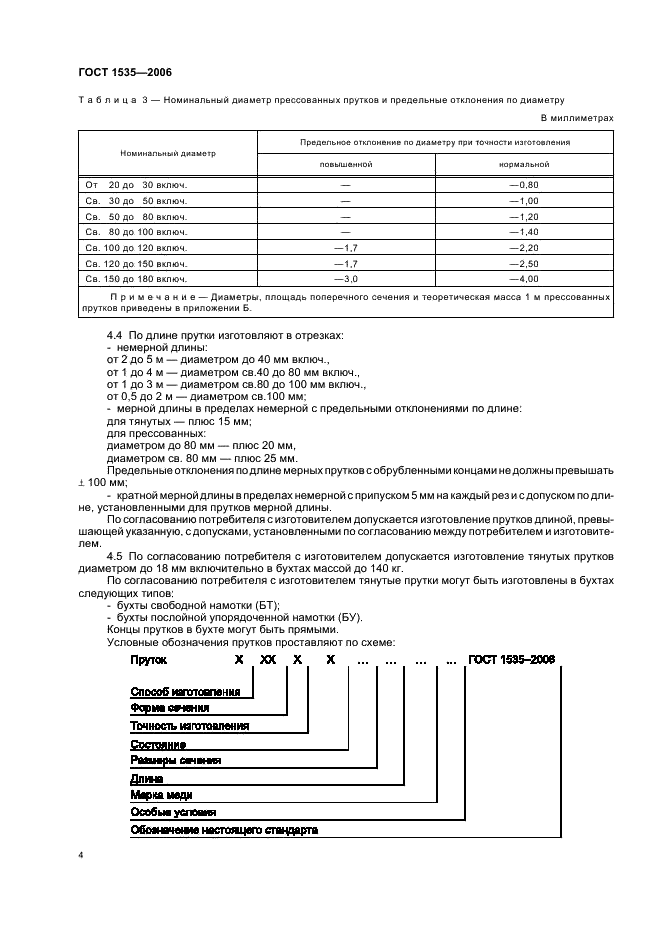 ГОСТ 1535—2006
Т а б л и ц а 3 — Номинальный диаметр прессованных прутков и предельные отклонения по диаметру
В миллиметрах
Номинальный диаметр
Предельное отклонение по диаметру при точности изготовления
повышенной
нормальной
От 20 до 30 включ. — —0,80
Св. 30 до 50 включ. — —1,00
Св. 50 до 80 включ. — —1,20
Св. 80 до 100 включ. — —1,40
Св. 100 до 120 включ. —1,7 —2,20
Св. 120 до 150 включ. —1,7 —2,50
Св. 150 до 180 включ. —3,0 —4,00
П р и м е ч а н и е — Диаметры, площадь поперечного сечения и теоретическая масса 1 м прессованных
прутков приведены в приложении Б.
4.4 По длине прутки изготовляют в отрезках:
- немерной длины:
от 2 до 5 м — диаметром до 40 мм включ.,
от 1 до 4 м — диаметром св.40 до 80 мм включ.,
от 1 до 3 м — диаметром св.80 до 100 мм включ.,
от 0,5 до 2 м — диаметром св.100 мм;
- мерной длины в пределах немерной с предельными отклонениями по длине:
для тянутых — плюс 15 мм;
для прессованных:
диаметром до 80 мм — плюс 20 мм,
диаметром св. 80 мм — плюс 25 мм.
Предельные отклонения по длине мерных прутков с обрубленными концами не должны превышать
± 100 мм;
- кратной мерной длины в пределах немерной с припуском 5 мм на каждый рез и с допуском по дли-
не, установленными для прутков мерной длины.
По согласованию потребителя с изготовителем допускается изготовление прутков длиной, превы-
шающей указанную, с допусками, установленными по согласованию между потребителем и изготовите-
лем.
4.5 По согласованию потребителя с изготовителем допускается изготовление тянутых прутков
диаметром до 18 мм включительно в бухтах массой до 140 кг.
По согласованию потребителя с изготовителем тянутые прутки могут быть изготовлены в бухтах
следующих типов:
- бухты свободной намотки (БТ);
- бухты послойной упорядоченной намотки (БУ).
Концы прутков в бухте могут быть прямыми.
Условные обозначения прутков проставляют по схеме:
Пруток X XX X X ... ... ... ... ГОСТ 1535–2006
Способ изготовления
Форма сечения
Точность изготовления
Состояние
Размеры сечения
Длина
Марка меди
Особые условия
Обозначение настоящего стандарта
4